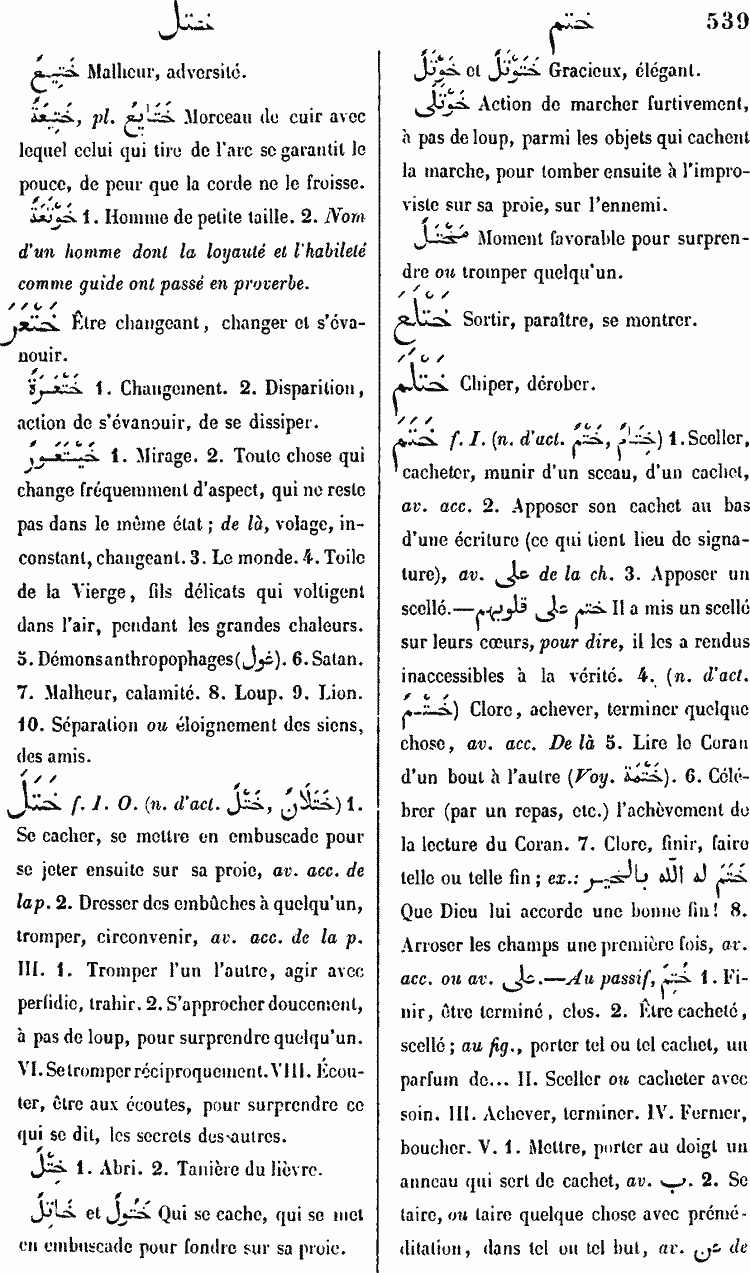 ختل
ختم 539
خَتِيعٌ Malheur, adversité.
خَتِيعَةٌ, pl. خَتَايِعُ Morceau de cuir avec
lequel celui qui tire de l'arc se garantit le
pouce, de peur que la corde ne le froisse.
خَوْتَعَةٌ 1. Homme de petite taille. 2. Nom
d'un homme dont la loyauté et l'habileté
comme guide ont passé en proverbe.
خَتْعَرَ Être changeant, changer et s'éva-
nouir.
خَتْعَرَةٌ 1. Changement. 2. Disparition,
action de s'évanouir, de se dissiper.
خَيْتَعُورٌ 1. Mirage. 2. Toute chose qui
change fréquemment d'aspect, qui ne reste
pas dans le même état; de là, volage, in-
constant, changeant. 3. Le monde. 4. Toile
de la Vierge, fils délicats qui voltigent
dans l'air, pendant les grandes chaleurs.
5. Démons anthropophages (غول). 6. Satan.
7. Malheur, calamité. 8. Loup. 9. Lion.
10. Séparation ou éloignement des siens,
des amis.
خَتَلَ f. I. O. (n. d'act. خَتْلٌ, خَتَلَانٌ) 1.
Se cacher, se mettre en embuscade pour
se jeter ensuite sur sa proie, av. acc. de
la p. 2. Dresser des embûches à quelqu'un,
tromper, circonvenir, av. acc. de la p.
III. 1. Tromper l'un l'autre, agir avec
perfidie, trahir. 2. S'approcher doucement,
à pas de loup, pour surprendre quelqu'un.
VI. Se tromper réciproquement. VIII. Écou-
ter, être aux écoutes, pour surprendre ce
qui se dit, les secrets des autres.
خِتْلٌ 1. Abri. 2. Tanière du lièvre.
خَاتِلٌ et خَتُولٌ Qui se cache, qui se met
en embuscade pour fondre sur sa proie.
خَوْتَلٌ et خَتَوْتَلٌ Gracieux, élégant.
خَوْتَلَى Action de marcher furtivement,
à pas de loup, parmi les objets qui cachent
la marche, pour tomber ensuite à l'impro-
viste sur sa proie, sur l'ennemi.
مَخْتَلٌ Moment favorable pour surpren-
dre ou tromper quelqu'un.
خَتْلَعَ Sortir, paraître, se montrer.
خَتْلَمَ Chiper, dérober.
خَتَمَ f. I. (n. d'act. خَتْمٌ, خِتَامٌ) 1. Sceller,
cacheter, munir d'un sceau, d'un cachet,
av. acc. 2. Apposer son cachet au bas
d'une écriture (ce qui tient lieu de signa-
ture), av. على de la ch. 3. Apposer un
scellé.—ختم على قلوبهم Il a mis un scellé
sur leurs cœurs, pour dire, il les a rendus
inaccessibles à la vérité. 4. (n. d'act.
خَتْمٌ) Clore, achever, terminer quelque
chose, av. acc. De là 5. Lire le Coran
d'un bout à l'autre (Voy. خَتْمَةٌ). 6. Célé-
brer (par un repas, etc.) l'achèvement de
la lecture du Coran. 7. Clore, finir, faire
telle ou telle fin; ex.: خَتَمَ له اللّه بالخير
Que Dieu lui accorde une bonne fin! 8.
Arroser les champs une première fois, av.
acc. ou av. على.—Au passif, خُتِمَ 1. Fi-
nir, être terminé, clos. 2. Être cacheté,
scellé; au fig., porter tel ou tel cachet, un
parfum de... II. Sceller ou cacheter avec
soin. III. Achever, terminer. IV. Fermer,
boucher. V. 1. Mettre, porter au doigt un
anneau qui sert de cachet, av. ب. 2. Se
taire, ou taire quelque chose avec prémé-
ditation, dans tel ou tel but, av. عن de